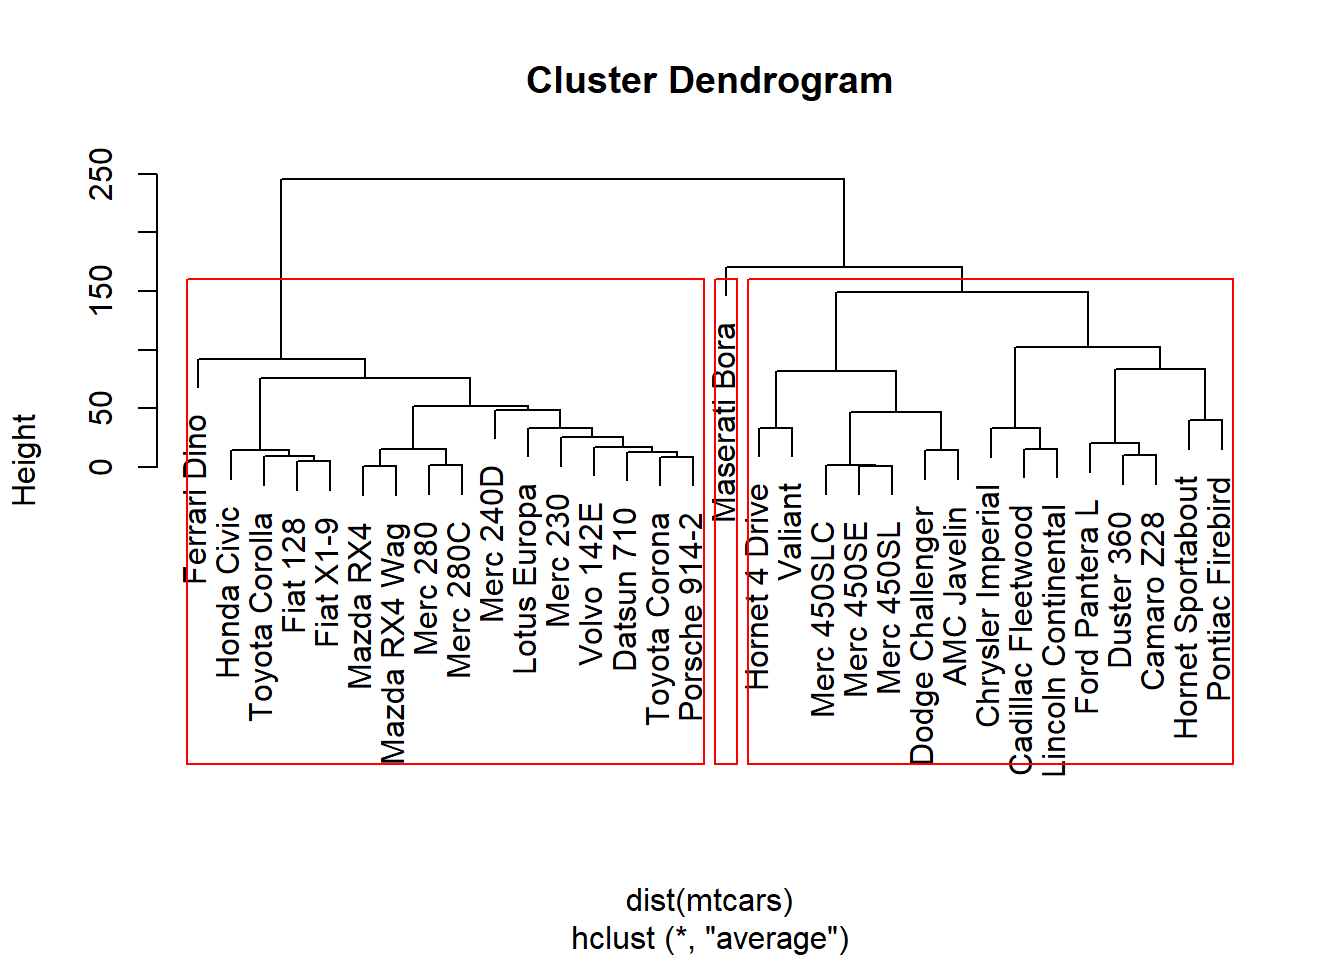 Cluster Dendrogram
Height
250
150
50
0
Ferrari Dino
Honda Civic
Toyota Corolla
Fiat 128
Fiat X1-9
Mazda RX4
Mazda RX4 Wag
Merc 280
Merc 280C
Merc 240D
Lotus Europa
Merc 230
Volvo 142E
Datsun 710
Toyota Corona
Porsche 914-2
Maserati Bora
Hornet 4 Drive
Valiant
Merc 450SLC
Merc 450SE
Merc 450SL
Dodge Challenger
AMC Javelin
Chrysler Imperial
Cadillac Fleetwood
Lincoln Continental
Ford Pantera L
Duster 360
Camaro Z28
Hornet Sportabout
Pontiac Firebird
dist(mtcars)
hclust (*, "average")